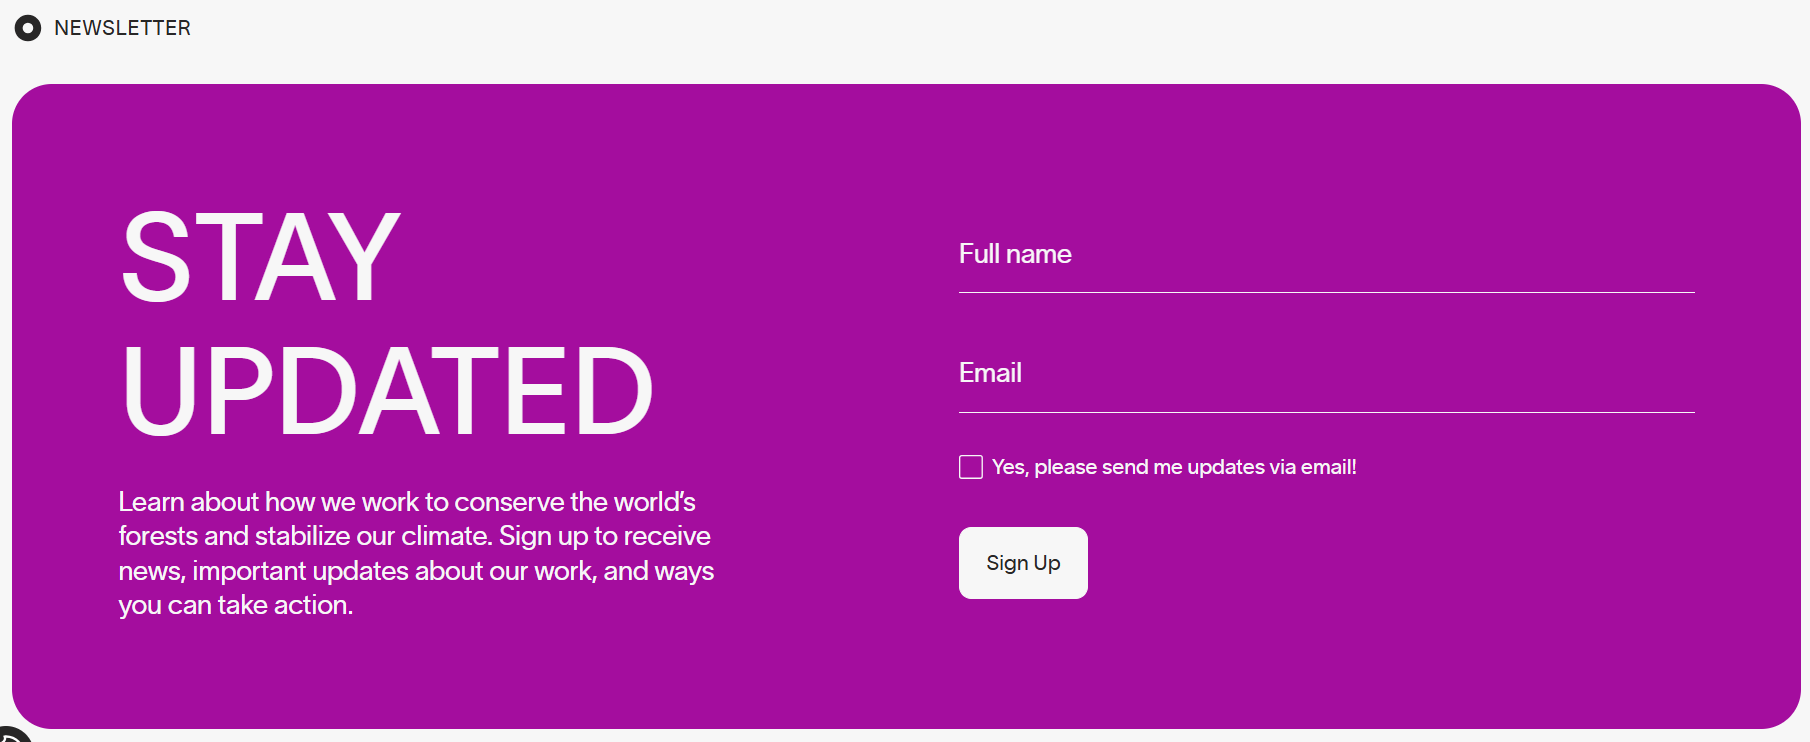 NEWSLETTER
STAY
UPDATED
Learn about how we work to conserve the world’s
forests and stabilize our climate. Sign up to receive
news, important updates about our work, and ways
you can take action.
Full name
Email
Yes, please send me updates via email!
Sign Up